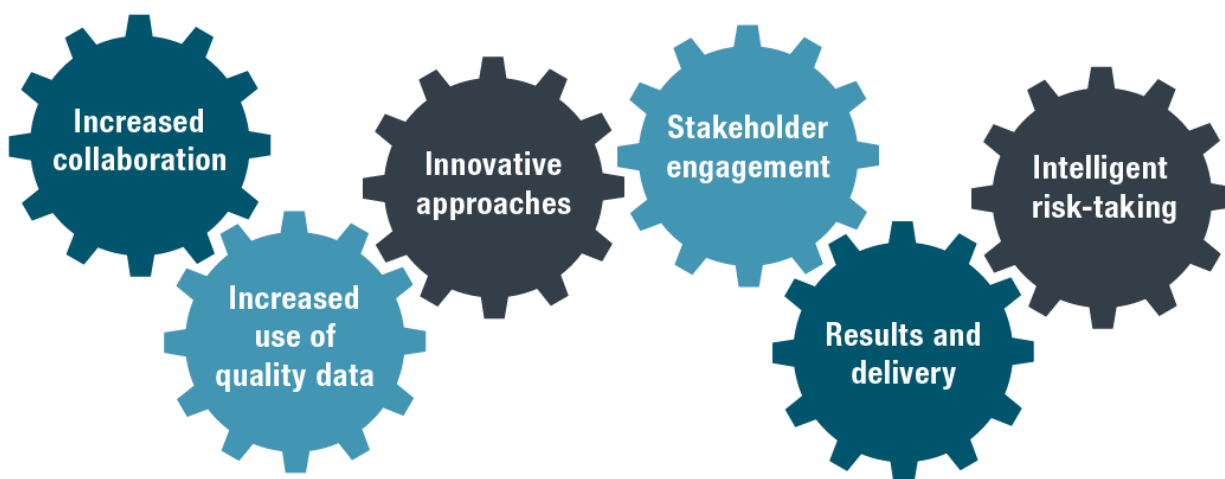 Increased
collaboration
Increased
use of
quality data
Innovative
approaches
Stakeholder
engagement
Results and
delivery
Intelligent
risk-taking